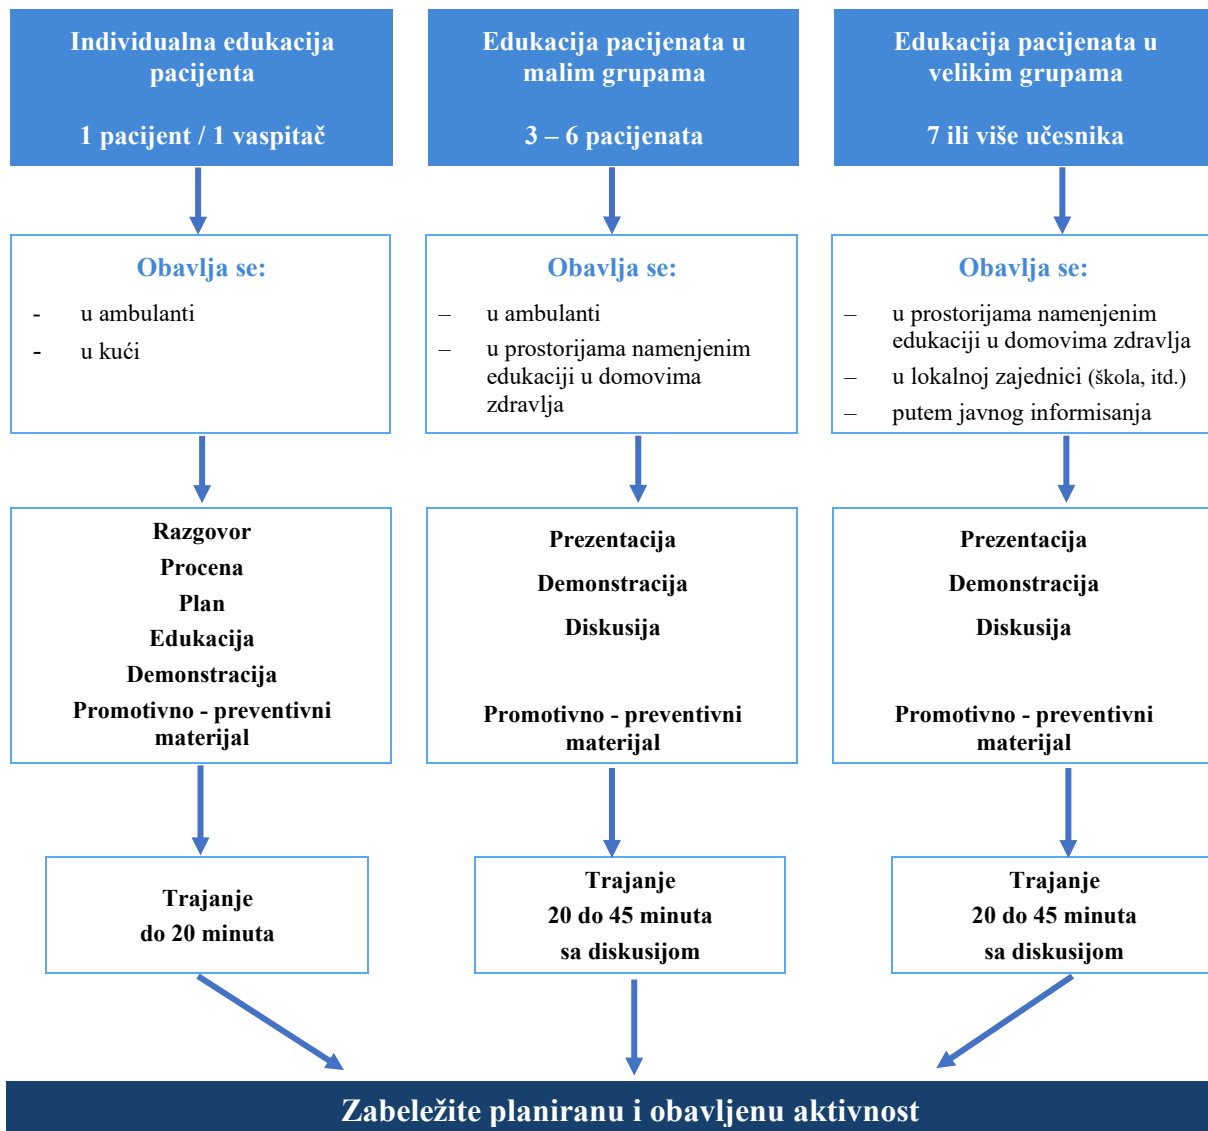 Individualna edukacija
pacijenta
1 pacijent / 1 vaspitač
Edukacija pacijenata u
malim grupama
3 – 6 pacijenata
Edukacija pacijenata u
velikim grupama
7 ili više učesnika
Obavlja se:
- u ambulanti
- u kući
Obavlja se:
– u ambulanti
– u prostorijama namenjenim
edukaciji u domovima
zdravlja
Obavlja se:
– u prostorijama namenjenim
edukaciji u domovima zdravlja
– u lokalnoj zajednici (škola, itd.)
– putem javnog informisanja
Razgovor
Procena
Plan
Edukacija
Demonstracija
Promotivno - preventivni
materijal
Prezentacija
Demonstracija
Diskusija
Promotivno - preventivni
materijal
Prezentacija
Demonstracija
Diskusija
Promotivno - preventivni
materijal
Trajanje
do 20 minuta
Trajanje
20 do 45 minuta
sa diskusijom
Trajanje
20 do 45 minuta
sa diskusijom
Zabeležite planiranu i obavljenu aktivnost